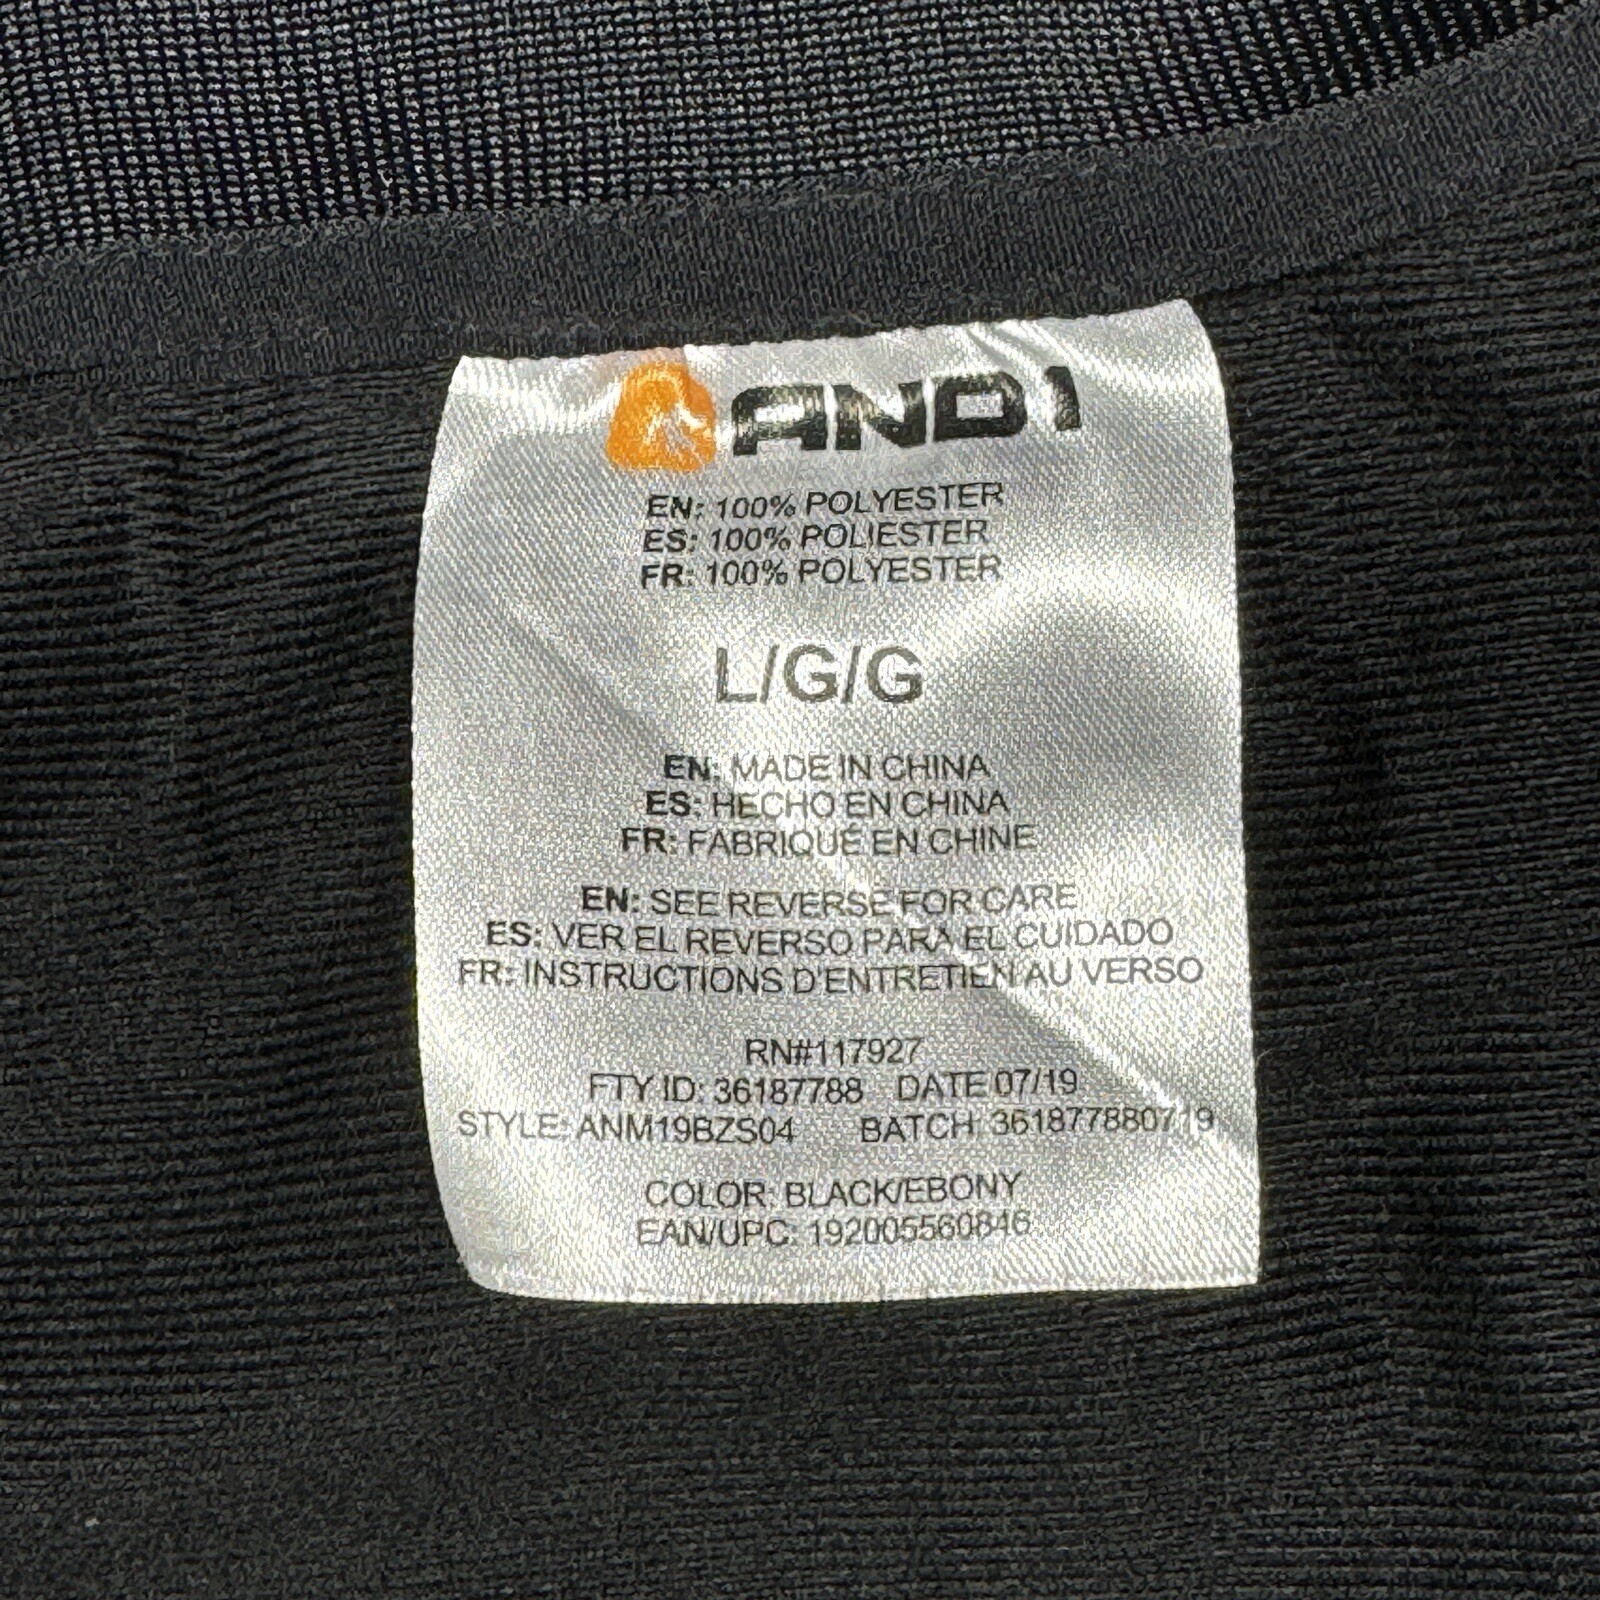 AND1
EN: 100% POLYESTER
ES: 100% POLIESTER
FR: 100% POLYESTER
L/G/G
EN: MADE IN CHINA
ES: HECHO EN CHINA
FR: FABRIQUÉ EN CHINE
EN: SEE REVERSE FOR CARE
ES: VER EL REVERSO PARA EL CUIDADO
FR: INSTRUCTIONS D'ENTRETIEN AU VERSO
RN#117927
FTY ID: 36187788 DATE 07/19
STYLE: ANM19BZS04 BATCH: 361877880719
COLOR: BLACK/EBONY
EAN/UPC: 192005560846